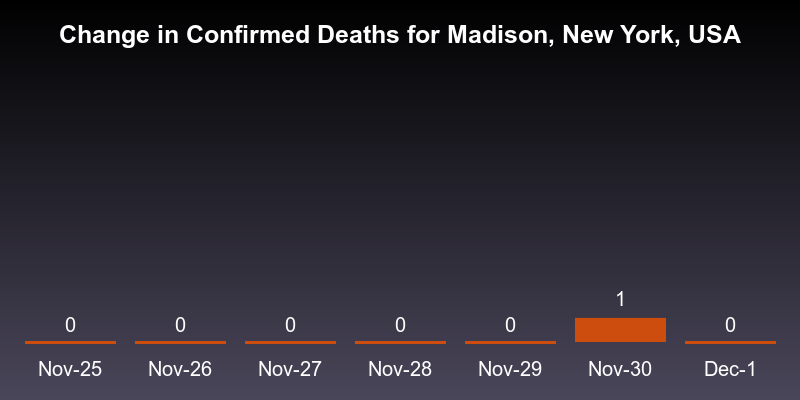 Change in Confirmed Deaths for Madison, New York, USA
0 0 0 0 0 1 0
Nov-25 Nov-26 Nov-27 Nov-28 Nov-29 Nov-30 Dec-1